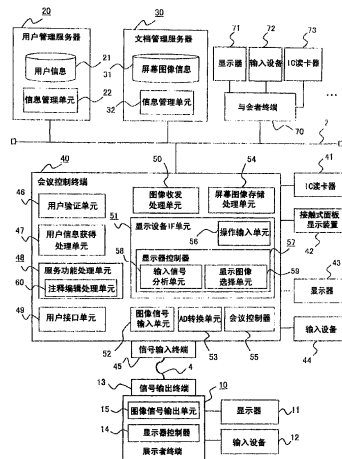 20
用户管理服务器
用户信息
21
信息管理单元
22
30
文档管理服务器
屏幕图像信息
31
信息管理单元
32
71
72
73
显示器
输入设备
IC读卡器
...
与会者终端
70
2
40
会议控制终端
50
图像收发处理单元
54
屏幕图像存储处理单元
41
IC读卡器
46
用户验证单元
51
显示设备IF单元
56
操作输入单元
接触式面板显示装置
42
47
用户信息获得处理单元
57
显示器控制器
58
输入信号分析单元
显示图像选择单元
59
48
服务功能处理单元
60
注释编辑处理单元
43
显示器
49
用户接口单元
图像信号输入单元
52
AD转换单元
53
会议控制器
55
输入设备
44
信号输入终端
45
4
13
信号输出终端
10
15
图像信号输出单元
显示器
11
14
显示器控制器
输入设备
12
展示者终端